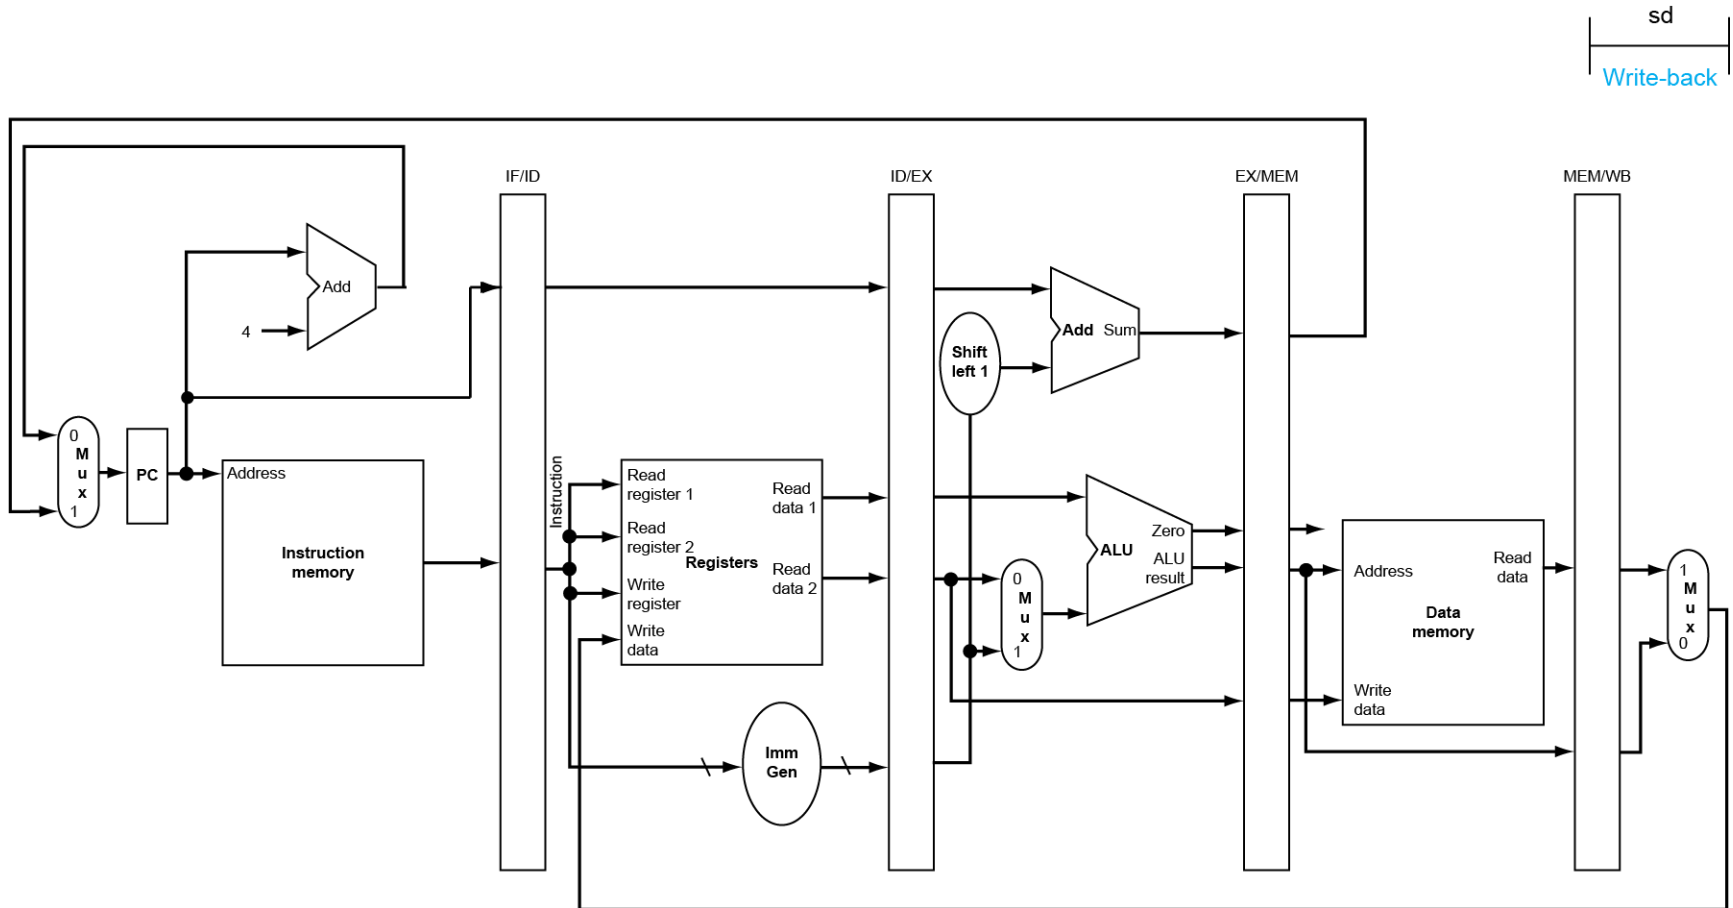 sd
Write-back
IF/ID
ID/EX
EX/MEM
MEM/WB
Add
4
Add Sum
Shift
left 1
0
M
u
x
1
PC
Address
Instruction
memory
Instruction
Read
register 1
Read
register 2
Write
register
Write
data
Registers
Read
data 1
Read
data 2
Imm
Gen
0
M
u
x
1
Zero
ALU
ALU
result
Address
Read
data
Data
memory
Write
data
1
M
u
x
0